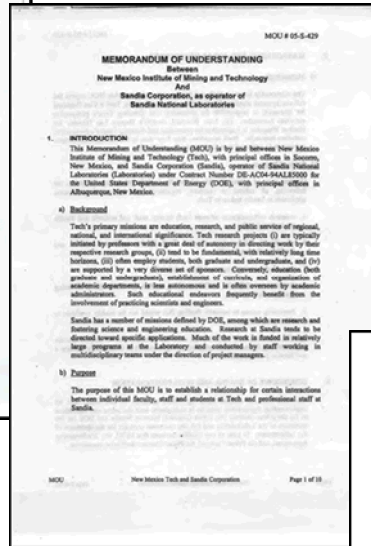 MOU # 05-S-429
MEMORANDUM OF UNDERSTANDING
Between
New Mexico Institute of Mining and Technology
And
Sandia Corporation, as operator of
Sandia National Laboratories
1. INTRODUCTION
This Memorandum of Understanding (MOU) is by and between New Mexico
Institute of Mining and Technology (Tech), with principal offices in Socorro,
New Mexico, and Sandia Corporation (Sandia), operator of Sandia National
Laboratories (Laboratories) under Contract Number DE-AC04-94AL85000 for
the United States Department of Energy (DOE), with principal offices in
Albuquerque, New Mexico.
a) Background
Tech's primary missions are education, research, and public service of regional,
national, and international significance. Tech research projects (i) are typically
initiated by professors with a great deal of autonomy in directing work by their
respective research groups, (ii) tend to be fundamental, with relatively long time
horizons, (iii) often employ students, both graduate and undergraduate, and (iv)
are supported by a very diverse set of sponsors. Conversely, education (both
graduate and undergraduate), establishment of curricula, and organization of
academic departments, is less autonomous and is often overseen by academic
administrators. Such educational endeavors frequently benefit from the
involvement of practicing scientists and engineers.
Sandia has a number of missions defined by DOE, among which are research and
fostering science and engineering education. Research at Sandia tends to be
directed toward specific applications. Much of the work is funded in relatively
large programs at the Laboratory and conducted by staff working in
multidisciplinary teams under the direction of project managers.
b) Purpose
The purpose of this MOU is to establish a relationship for certain interactions
between individual faculty, staff and students at Tech and professional staff at
Sandia.
MOU New Mexico Tech and Sandia Corporation Page 1 of 10